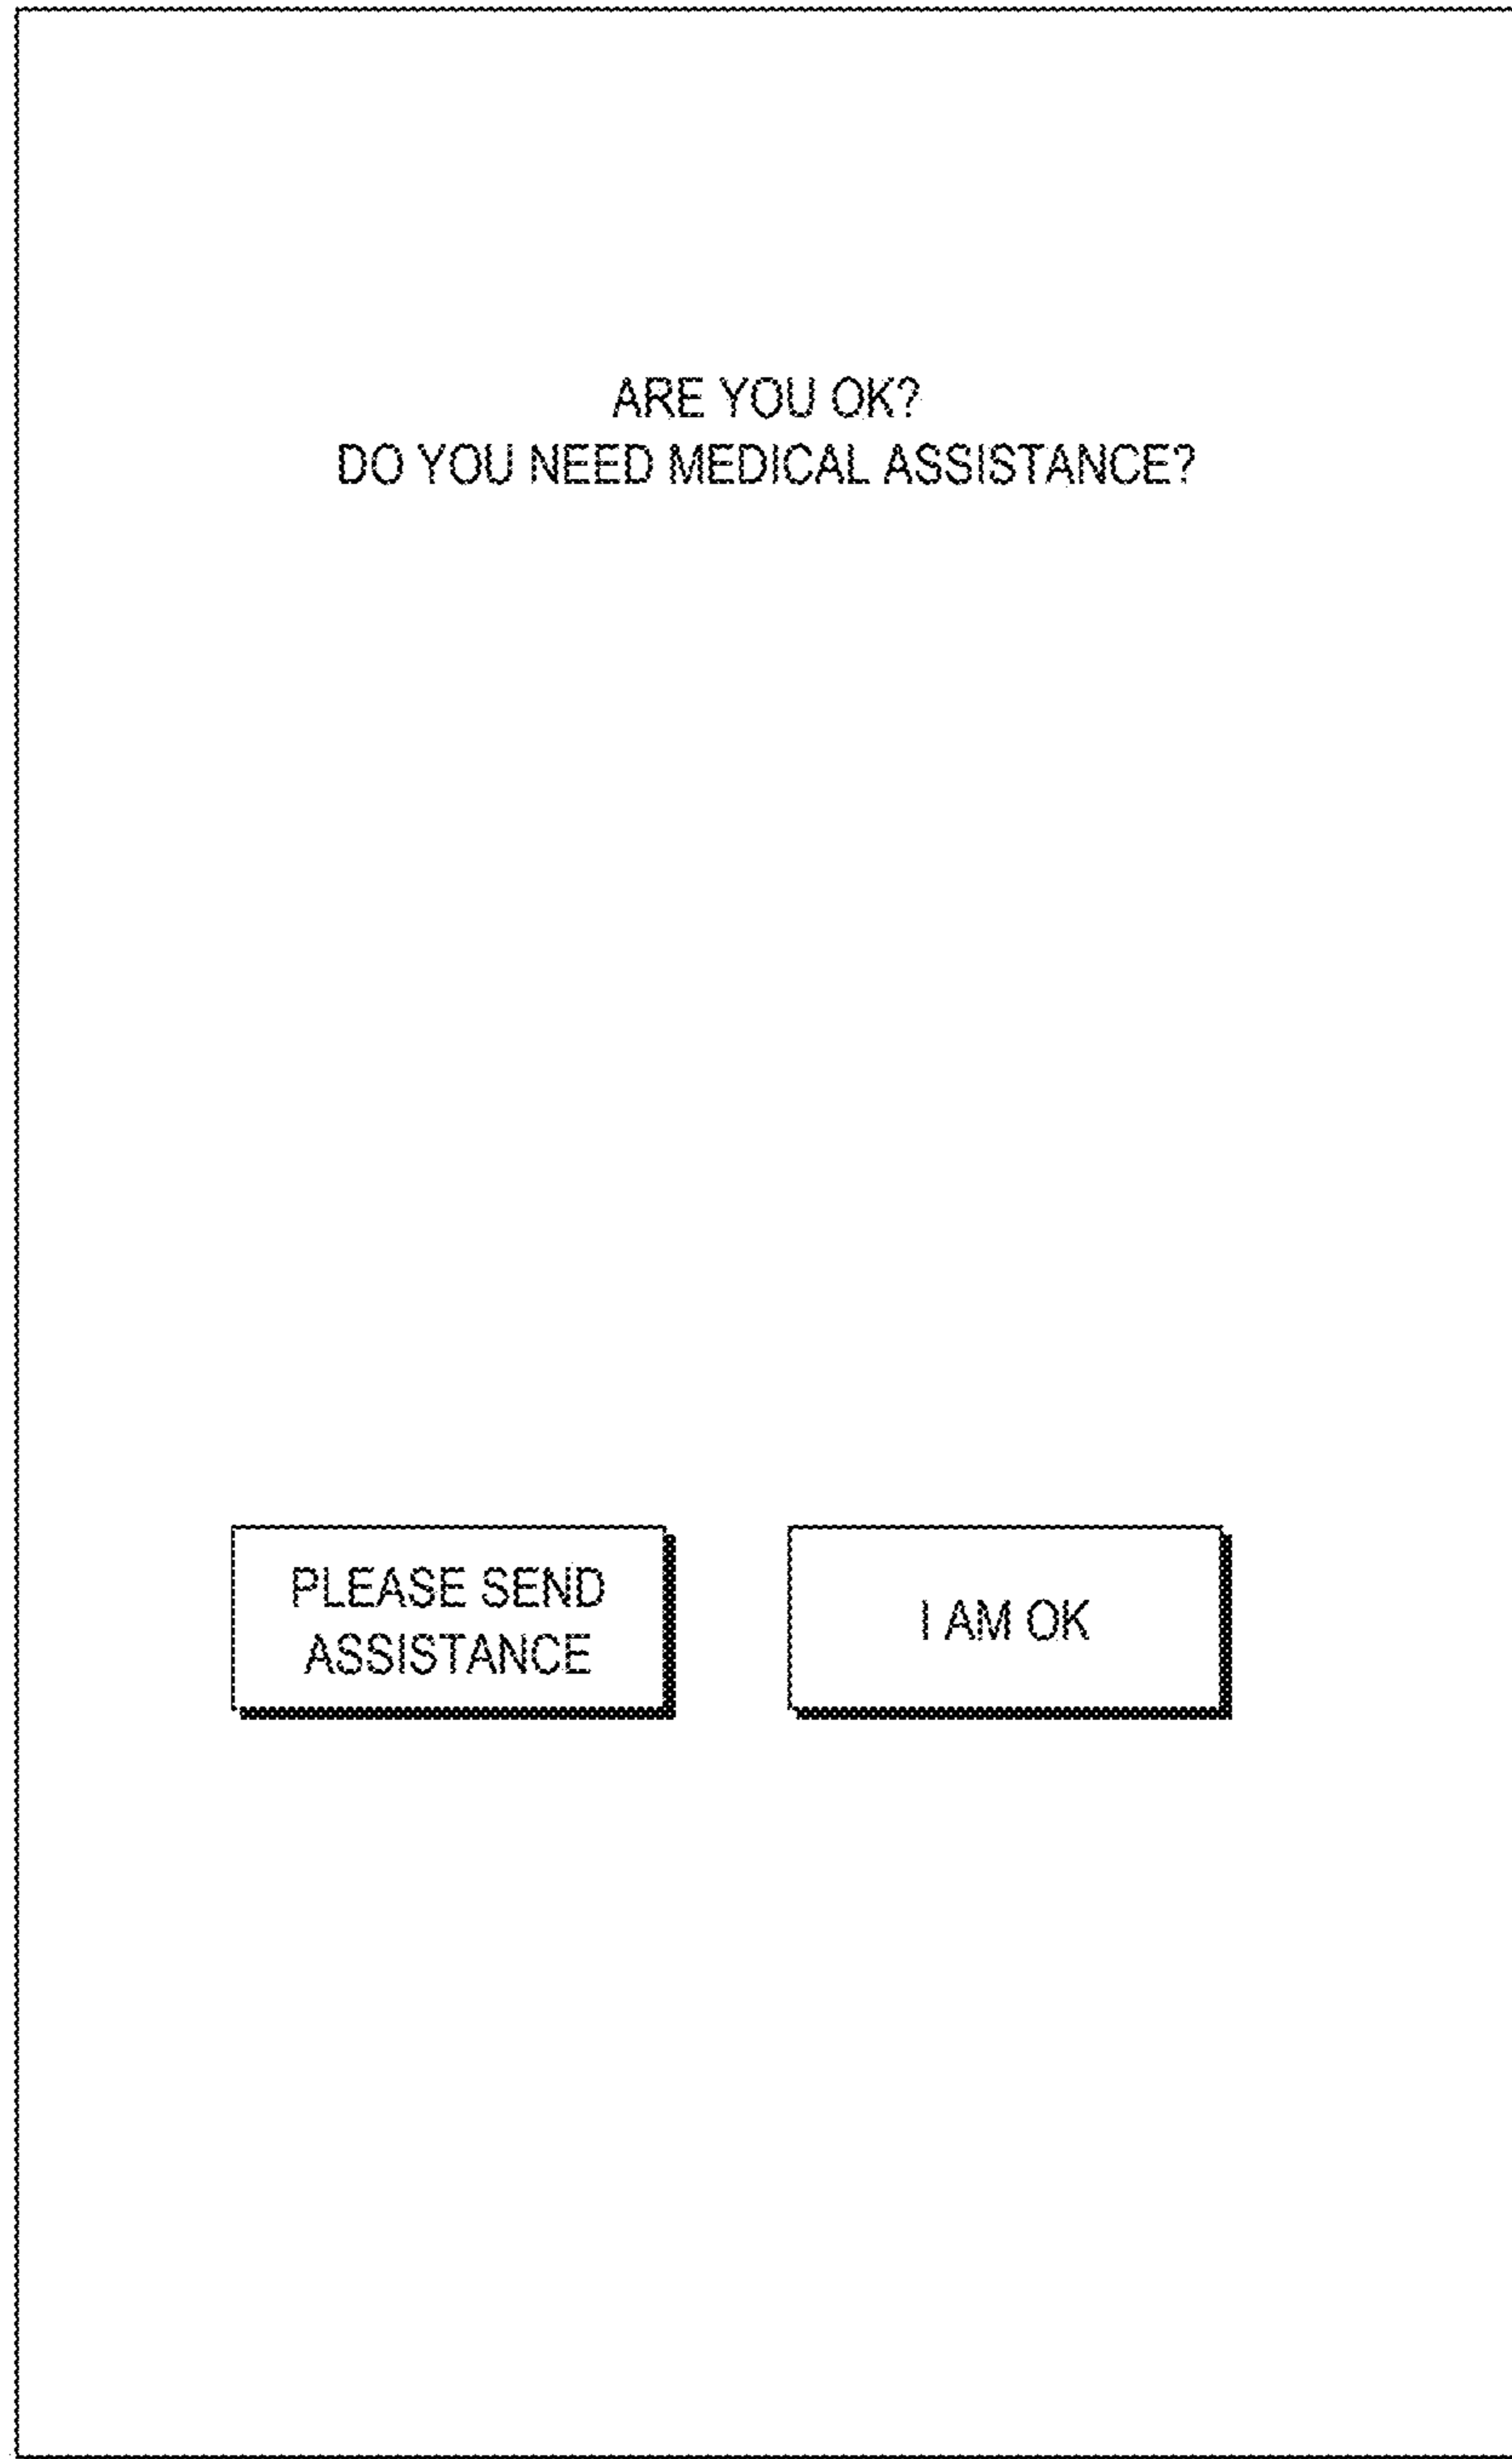 ARE YOU OK?
DO YOU NEED MEDICAL ASSISTANCE?
PLEASE SEND
ASSISTANCE
I AM OK